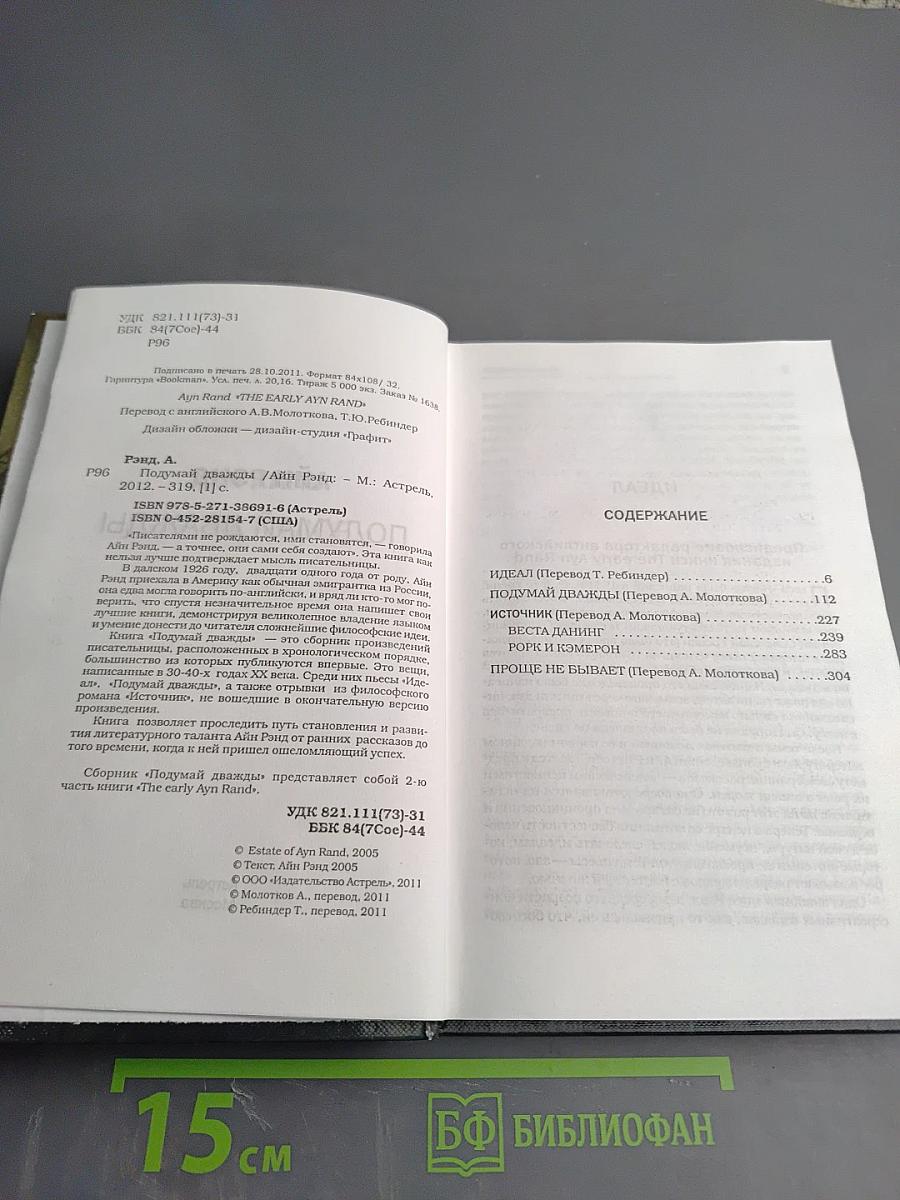 УДК 821.111(73)-31
ББК 84(7Сое)-44
Р96
Подписано в печать 28.10.2011. Формат 84х108/ 32.
Гарнитура «Bookman». Усл. печ. л. 20,16. Тираж 5 000 экз. Заказ № 1638.
Ayn Rand «THE EARLY AYN RAND»
Перевод с английского А.В.Молоткова, Т.Ю.Ребиндер
Дизайн обложки — дизайн-студия «Графит»
Рэнд, А.
Р96 Подумай дважды /Айн Рэнд: – М.: Астрель,
2012. – 319, [1] с.
ISBN 978-5-271-38691-6 (Астрель)
ISBN 0-452-28154-7 (США)
«Писателями не рождаются, ими становятся, — говорила
Айн Рэнд, — а точнее, они сами себя создают». Эта книга как
нельзя лучше подтверждает мысль писательницы.
В далеком 1926 году, двадцати одного года от роду, Айн
Рэнд приехала в Америку как обычная эмигрантка из России,
она едва могла говорить по-английски, и вряд ли кто-то мог по-
верить, что спустя незначительное время она напишет свои
лучшие книги, демонстрируя великолепное владение языком
и умение донести до читателя сложнейшие философские идеи.
Книга «Подумай дважды» — это сборник произведений
писательницы, расположенных в хронологическом порядке,
большинство из которых публикуются впервые. Это вещи,
написанные в 30-40-х годах XX века. Среди них пьесы «Иде-
ал», «Подумай дважды», а также отрывки из философского
романа «Источник», не вошедшие в окончательную версию
произведения.
Книга позволяет проследить путь становления и разви-
тия литературного таланта Айн Рэнд от ранних рассказов до
того времени, когда к ней пришел ошеломляющий успех.
Сборник «Подумай дважды» представляет собой 2-ю
часть книги «The early Ayn Rand».
УДК 821.111(73)-31
ББК 84(7Сое)-44
© Estate of Ayn Rand, 2005
© Текст. Айн Рэнд 2005
© ООО «Издательство Астрель», 2011
© Молотков А., перевод, 2011
© Ребиндер Т., перевод, 2011
СОДЕРЖАНИЕ
ИДЕАЛ (Перевод Т. Ребиндер) ........................6
ПОДУМАЙ ДВАЖДЫ (Перевод А. Молоткова) ......112
ИСТОЧНИК (Перевод А. Молоткова) .................227
ВЕСТА ДАНИНГ ................................239
РОРК И КЭМЕРОН .............................283
ПРОЩЕ НЕ БЫВАЕТ (Перевод А. Молоткова) ......304
15 см
БФ БИБЛИОФАН